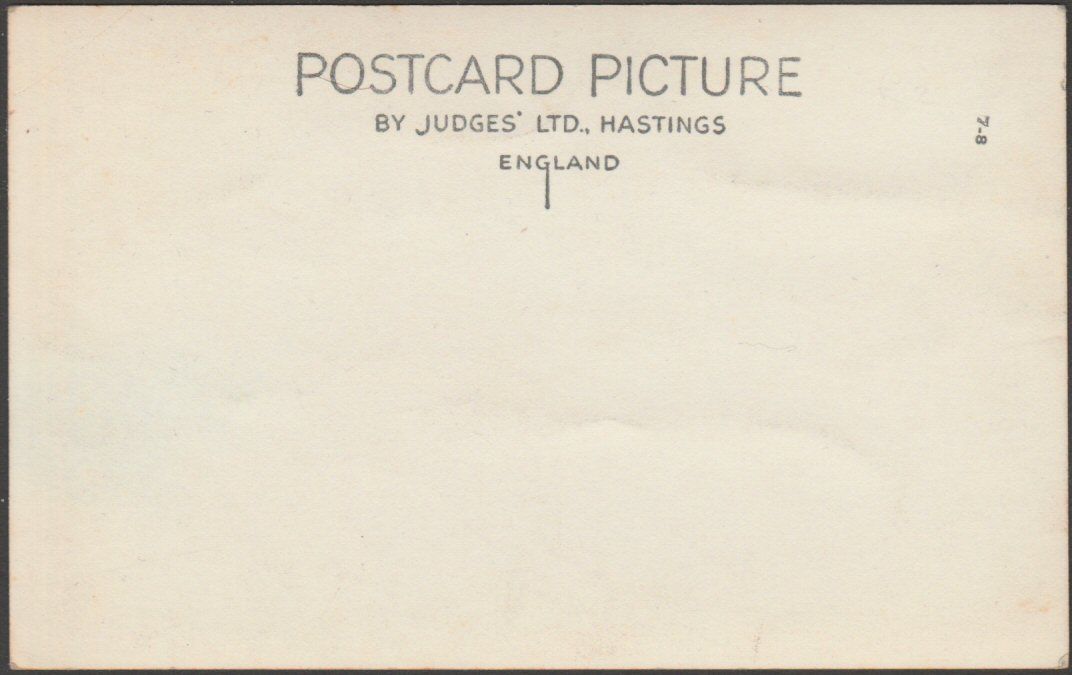 POSTCARD PICTURE
BY JUDGES' LTD., HASTINGS
ENGLAND
7-8